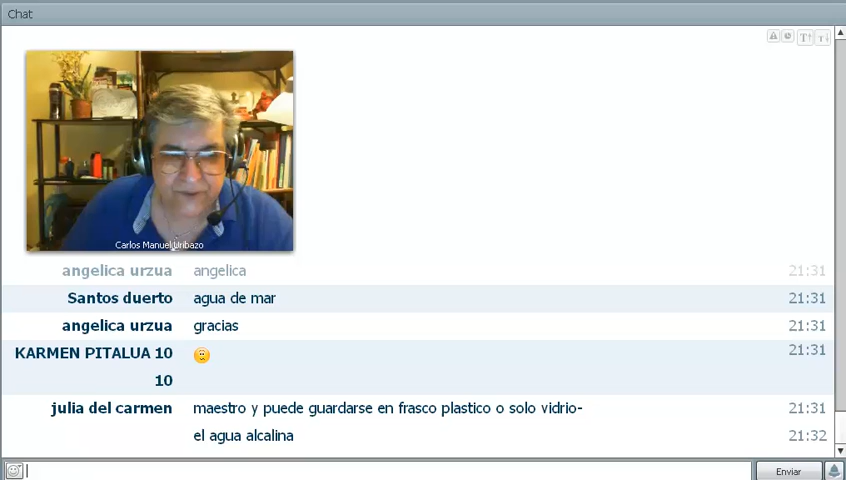 Chat
T↑ T↓
Carlos Manuel Uribazo
angelica urzua angelica 21:31
Santos duerto agua de mar 21:31
angelica urzua gracias 21:31
KARMEN PITALUA 10 21:31
10
julia del carmen maestro y puede guardarse en frasco plastico o solo vidrio- 21:31
el agua alcalina 21:32
Enviar